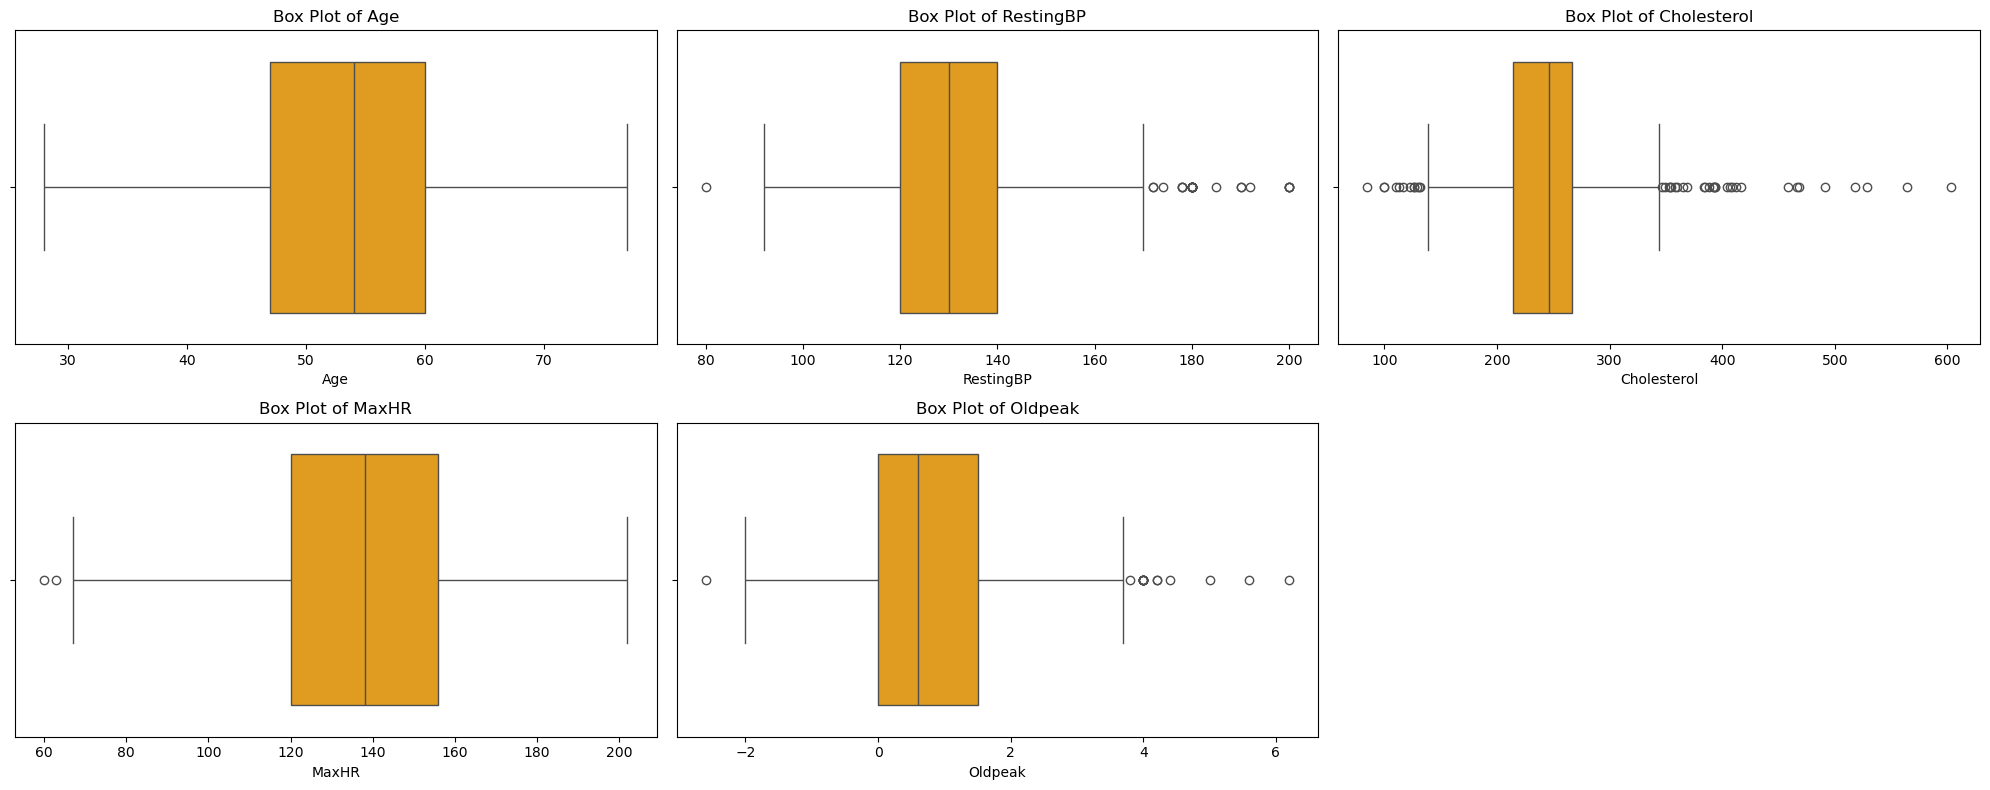 Box Plot of Age
30 40 50 60 70
Age
Box Plot of RestingBP
80 100 120 140 160 180 200
RestingBP
Box Plot of Cholesterol
100 200 300 400 500 600
Cholesterol
Box Plot of MaxHR
60 80 100 120 140 160 180 200
MaxHR
Box Plot of Oldpeak
−2 0 2 4 6
Oldpeak